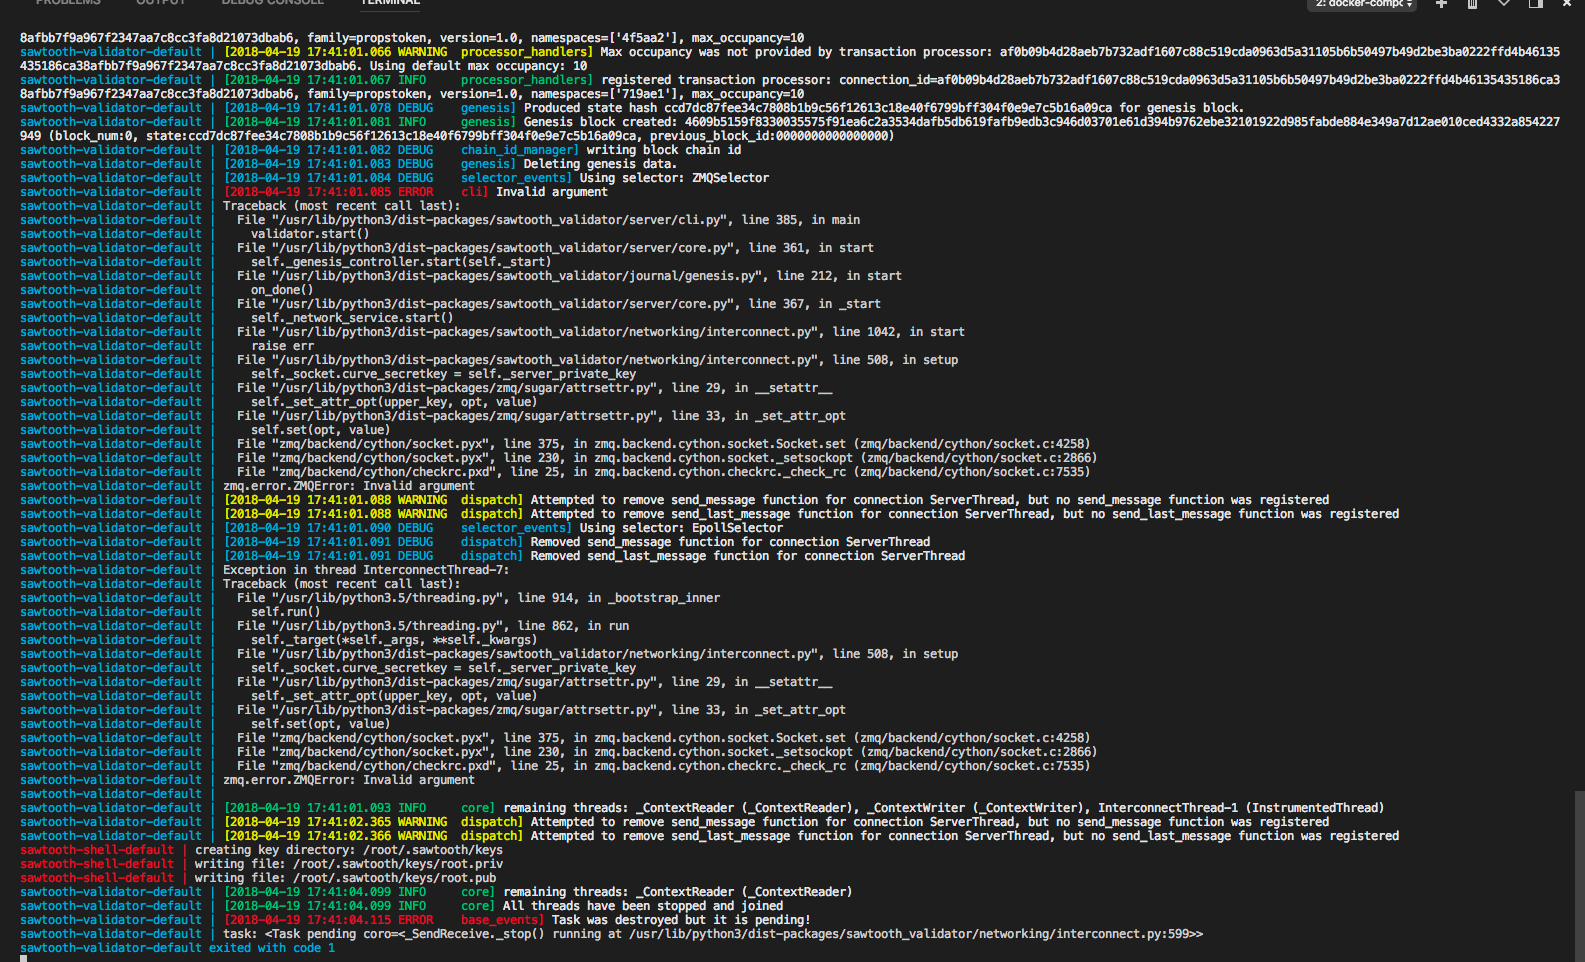 PROBLEMS OUTPUT DEBUG CONSOLE TERMINAL 2: docker-compc
8afbb7f9a967f2347aa7c8cc3fa8d21073dbab6, family=propstoken, version=1.0, namespaces=['4f5aa2'], max_occupancy=10
sawtooth-validator-default | [2018-04-19 17:41:01.066 WARNING  processor_handlers] Max occupancy was not provided by transaction processor: af0b09b4d28aeb7b732adf1607c88c519cda0963d5a31105b6b50497b49d2be3ba0222ffd4b46135
435186ca38afbb7f9a967f2347aa7c8cc3fa8d21073dbab6. Using default max occupancy: 10
sawtooth-validator-default | [2018-04-19 17:41:01.067 INFO     processor_handlers] registered transaction processor: connection_id=af0b09b4d28aeb7b732adf1607c88c519cda0963d5a31105b6b50497b49d2be3ba0222ffd4b46135435186ca3
8afbb7f9a967f2347aa7c8cc3fa8d21073dbab6, family=propstoken, version=1.0, namespaces=['719ae1'], max_occupancy=10
sawtooth-validator-default | [2018-04-19 17:41:01.078 DEBUG    genesis] Produced state hash ccd7dc87fee34c7808b1b9c56f12613c18e40f6799bff304f0e9e7c5b16a09ca for genesis block.
sawtooth-validator-default | [2018-04-19 17:41:01.081 INFO     genesis] Genesis block created: 4609b5159f8330035575f91ea6c2a3534dafb5db619fafb9edb3c946d03701e61d394b9762ebe32101922d985fabde884e349a7d12ae010ced4332a854227
949 (block_num:0, state:ccd7dc87fee34c7808b1b9c56f12613c18e40f6799bff304f0e9e7c5b16a09ca, previous_block_id:0000000000000000)
sawtooth-validator-default | [2018-04-19 17:41:01.082 DEBUG    chain_id_manager] writing block chain id
sawtooth-validator-default | [2018-04-19 17:41:01.083 DEBUG    genesis] Deleting genesis data.
sawtooth-validator-default | [2018-04-19 17:41:01.084 DEBUG    selector_events] Using selector: ZMQSelector
sawtooth-validator-default | [2018-04-19 17:41:01.085 ERROR    cli] Invalid argument
sawtooth-validator-default | Traceback (most recent call last):
sawtooth-validator-default |   File "/usr/lib/python3/dist-packages/sawtooth_validator/server/cli.py", line 385, in main
sawtooth-validator-default |     validator.start()
sawtooth-validator-default |   File "/usr/lib/python3/dist-packages/sawtooth_validator/server/core.py", line 361, in start
sawtooth-validator-default |     self._genesis_controller.start(self._start)
sawtooth-validator-default |   File "/usr/lib/python3/dist-packages/sawtooth_validator/journal/genesis.py", line 212, in start
sawtooth-validator-default |     on_done()
sawtooth-validator-default |   File "/usr/lib/python3/dist-packages/sawtooth_validator/server/core.py", line 367, in _start
sawtooth-validator-default |     self._network_service.start()
sawtooth-validator-default |   File "/usr/lib/python3/dist-packages/sawtooth_validator/networking/interconnect.py", line 1042, in start
sawtooth-validator-default |     raise err
sawtooth-validator-default |   File "/usr/lib/python3/dist-packages/sawtooth_validator/networking/interconnect.py", line 508, in setup
sawtooth-validator-default |     self._socket.curve_secretkey = self._server_private_key
sawtooth-validator-default |   File "/usr/lib/python3/dist-packages/zmq/sugar/attrsettr.py", line 29, in __setattr__
sawtooth-validator-default |     self._set_attr_opt(upper_key, opt, value)
sawtooth-validator-default |   File "/usr/lib/python3/dist-packages/zmq/sugar/attrsettr.py", line 33, in _set_attr_opt
sawtooth-validator-default |     self.set(opt, value)
sawtooth-validator-default |   File "zmq/backend/cython/socket.pyx", line 375, in zmq.backend.cython.socket.Socket.set (zmq/backend/cython/socket.c:4258)
sawtooth-validator-default |   File "zmq/backend/cython/socket.pyx", line 230, in zmq.backend.cython.socket._setsockopt (zmq/backend/cython/socket.c:2866)
sawtooth-validator-default |   File "zmq/backend/cython/checkrc.pxd", line 25, in zmq.backend.cython.checkrc._check_rc (zmq/backend/cython/socket.c:7535)
sawtooth-validator-default | zmq.error.ZMQError: Invalid argument
sawtooth-validator-default | [2018-04-19 17:41:01.088 WARNING  dispatch] Attempted to remove send_message function for connection ServerThread, but no send_message function was registered
sawtooth-validator-default | [2018-04-19 17:41:01.088 WARNING  dispatch] Attempted to remove send_last_message function for connection ServerThread, but no send_last_message function was registered
sawtooth-validator-default | [2018-04-19 17:41:01.090 DEBUG    selector_events] Using selector: EpollSelector
sawtooth-validator-default | [2018-04-19 17:41:01.091 DEBUG    dispatch] Removed send_message function for connection ServerThread
sawtooth-validator-default | [2018-04-19 17:41:01.091 DEBUG    dispatch] Removed send_last_message function for connection ServerThread
sawtooth-validator-default | Exception in thread InterconnectThread-7:
sawtooth-validator-default | Traceback (most recent call last):
sawtooth-validator-default |   File "/usr/lib/python3.5/threading.py", line 914, in _bootstrap_inner
sawtooth-validator-default |     self.run()
sawtooth-validator-default |   File "/usr/lib/python3.5/threading.py", line 862, in run
sawtooth-validator-default |     self._target(*self._args, **self._kwargs)
sawtooth-validator-default |   File "/usr/lib/python3/dist-packages/sawtooth_validator/networking/interconnect.py", line 508, in setup
sawtooth-validator-default |     self._socket.curve_secretkey = self._server_private_key
sawtooth-validator-default |   File "/usr/lib/python3/dist-packages/zmq/sugar/attrsettr.py", line 29, in __setattr__
sawtooth-validator-default |     self._set_attr_opt(upper_key, opt, value)
sawtooth-validator-default |   File "/usr/lib/python3/dist-packages/zmq/sugar/attrsettr.py", line 33, in _set_attr_opt
sawtooth-validator-default |     self.set(opt, value)
sawtooth-validator-default |   File "zmq/backend/cython/socket.pyx", line 375, in zmq.backend.cython.socket.Socket.set (zmq/backend/cython/socket.c:4258)
sawtooth-validator-default |   File "zmq/backend/cython/socket.pyx", line 230, in zmq.backend.cython.socket._setsockopt (zmq/backend/cython/socket.c:2866)
sawtooth-validator-default |   File "zmq/backend/cython/checkrc.pxd", line 25, in zmq.backend.cython.checkrc._check_rc (zmq/backend/cython/socket.c:7535)
sawtooth-validator-default | zmq.error.ZMQError: Invalid argument
sawtooth-validator-default |
sawtooth-validator-default | [2018-04-19 17:41:01.093 INFO     core] remaining threads: _ContextReader (_ContextReader), _ContextWriter (_ContextWriter), InterconnectThread-1 (InstrumentedThread)
sawtooth-validator-default | [2018-04-19 17:41:02.365 WARNING  dispatch] Attempted to remove send_message function for connection ServerThread, but no send_message function was registered
sawtooth-validator-default | [2018-04-19 17:41:02.366 WARNING  dispatch] Attempted to remove send_last_message function for connection ServerThread, but no send_last_message function was registered
sawtooth-shell-default | creating key directory: /root/.sawtooth/keys
sawtooth-shell-default | writing file: /root/.sawtooth/keys/root.priv
sawtooth-shell-default | writing file: /root/.sawtooth/keys/root.pub
sawtooth-validator-default | [2018-04-19 17:41:04.099 INFO     core] remaining threads: _ContextReader (_ContextReader)
sawtooth-validator-default | [2018-04-19 17:41:04.099 INFO     core] All threads have been stopped and joined
sawtooth-validator-default | [2018-04-19 17:41:04.115 ERROR    base_events] Task was destroyed but it is pending!
sawtooth-validator-default | task: <Task pending coro=<_SendReceive._stop() running at /usr/lib/python3/dist-packages/sawtooth_validator/networking/interconnect.py:599>>
sawtooth-validator-default exited with code 1